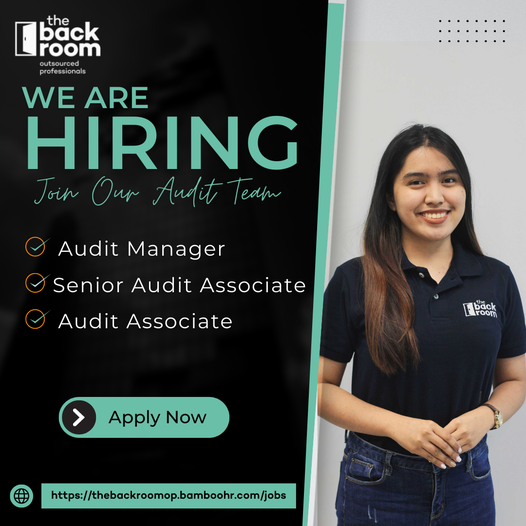 the
back
room
outsourced
professionals
WE ARE
HIRING
Join Our Audit Team
Audit Manager
Senior Audit Associate
Audit Associate
Apply Now
https://thebackroomop.bamboohr.com/jobs
the
back
room